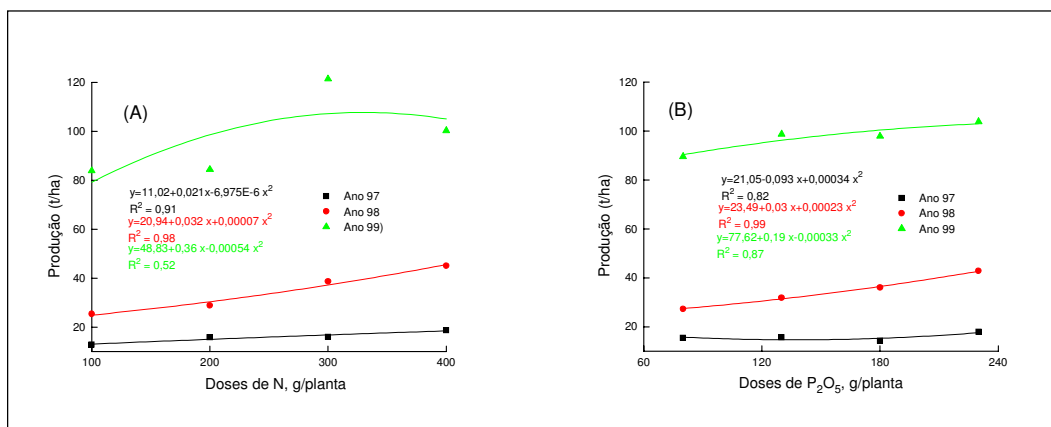 (A)
Produção (t/ha)
120
100
80
60
40
20
y=11,02+0,021x-6,975E-6 x²
R² = 0,91
y=20,94+0,032 x+0,00007 x²
R² = 0,98
y=48,83+0,36 x-0,00054 x²
R² = 0,52
Ano 97
Ano 98
Ano 99)
100 200 300 400
Doses de N, g/planta
(B)
Produção (t/ha)
120
100
80
60
40
20
y=21,05-0,093 x+0,00034 x²
R² = 0,82
y=23,49+0,03 x+0,00023 x²
R² = 0,99
y=77,62+0,19 x-0,00033 x²
R² = 0,87
Ano 97
Ano 98
Ano 99
60 120 180 240
Doses de P₂O₅, g/planta